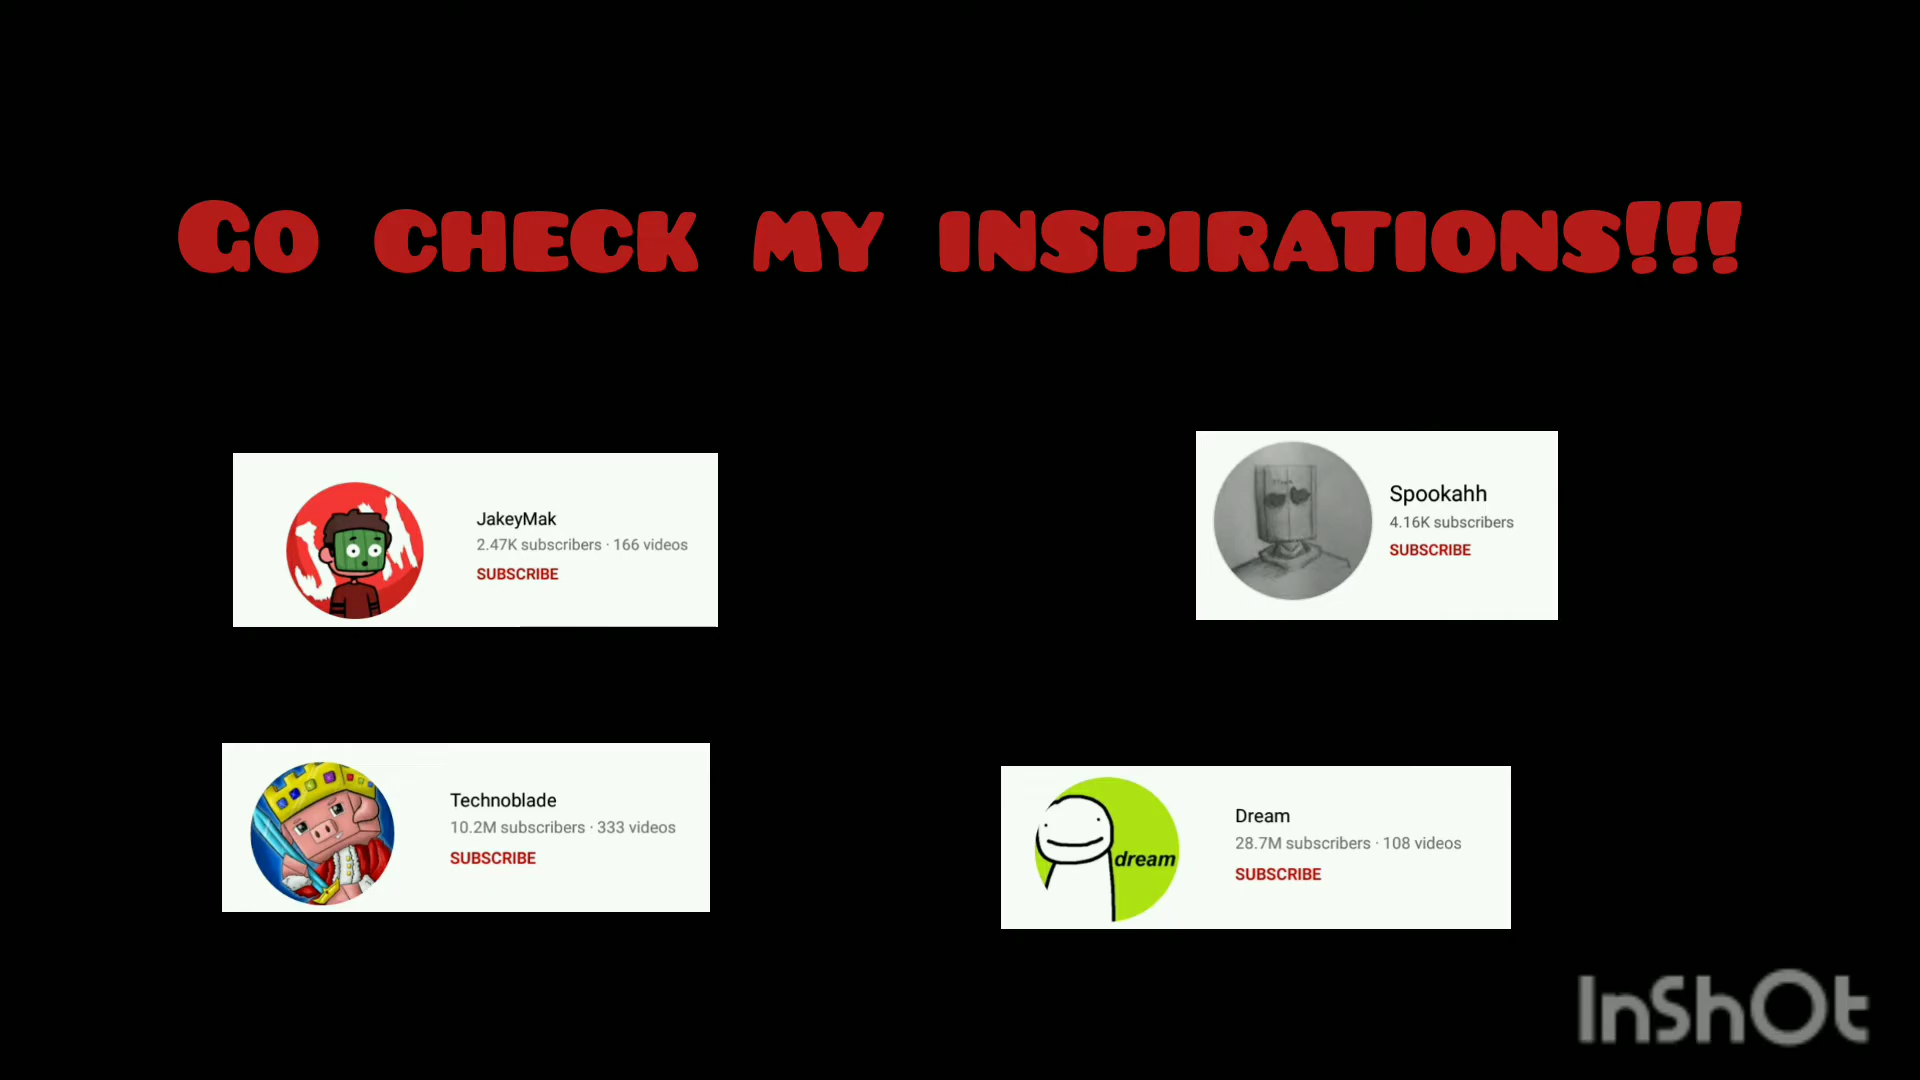 Go check my inspirations!!!
JakeyMak
2.47K subscribers · 166 videos
SUBSCRIBE
Spookahh
4.16K subscribers
SUBSCRIBE
Technoblade
10.2M subscribers · 333 videos
SUBSCRIBE
dream
Dream
28.7M subscribers · 108 videos
SUBSCRIBE
InShOt